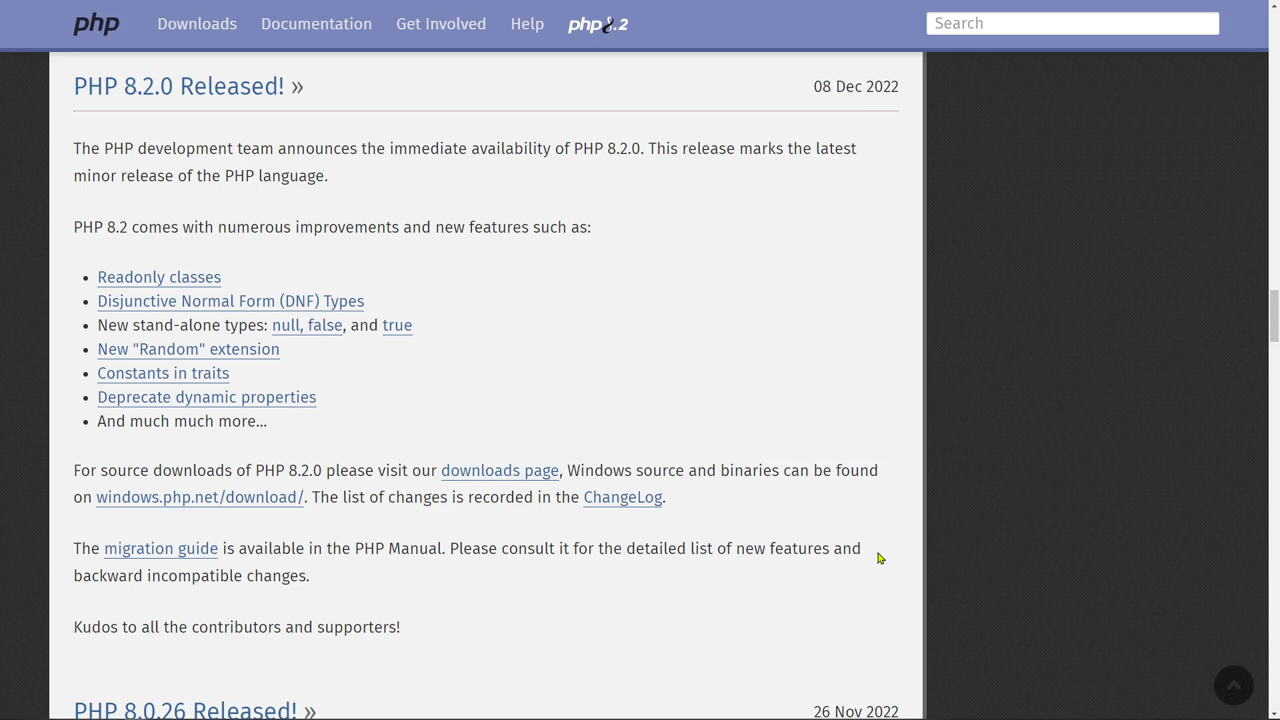 php Downloads Documentation Get Involved Help php8.2 Search
PHP 8.2.0 Released! » 08 Dec 2022
The PHP development team announces the immediate availability of PHP 8.2.0. This release marks the latest
minor release of the PHP language.
PHP 8.2 comes with numerous improvements and new features such as:
• Readonly classes
• Disjunctive Normal Form (DNF) Types
• New stand-alone types: null, false, and true
• New "Random" extension
• Constants in traits
• Deprecate dynamic properties
• And much much more...
For source downloads of PHP 8.2.0 please visit our downloads page, Windows source and binaries can be found
on windows.php.net/download/. The list of changes is recorded in the ChangeLog.
The migration guide is available in the PHP Manual. Please consult it for the detailed list of new features and
backward incompatible changes.
Kudos to all the contributors and supporters!
PHP 8.0.26 Released! » 26 Nov 2022